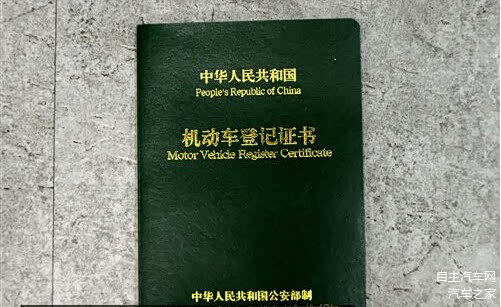 中华人民共和国
People's Republic of China
机动车登记证书
Motor Vehicle Register Certificate
中华人民共和国公安部制
自主汽车网
汽车之家